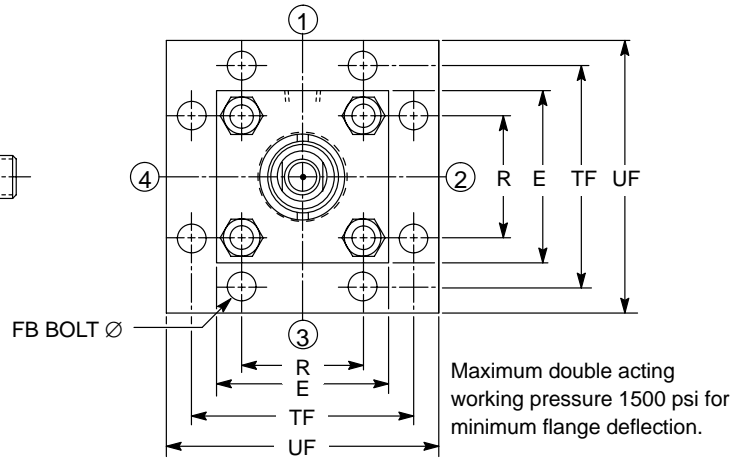 1
4
2
R E TF UF
FB BOLT ∅
3
R
E
TF
UF
Maximum double acting
working pressure 1500 psi for
minimum flange deflection.